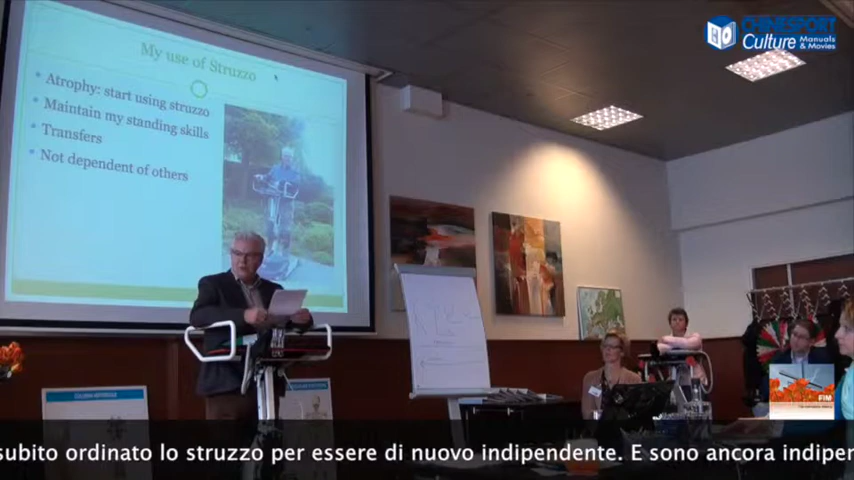 CHINESPORT
Culture Manuals & Movies
My use of Struzzo
• Atrophy: start using struzzo
• Maintain my standing skills
• Transfers
• Not dependent of others
FIM
subito ordinato lo struzzo per essere di nuovo indipendente. E sono ancora indipen